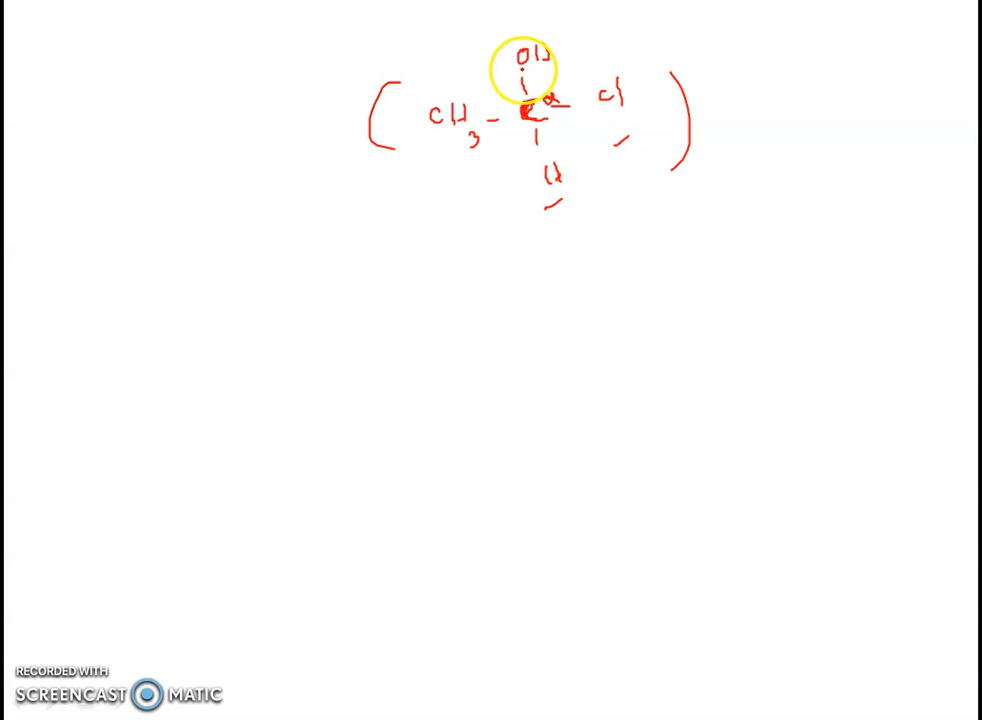 OH
CH3 - C - Cl
H
RECORDED WITH
SCREENCAST MATIC